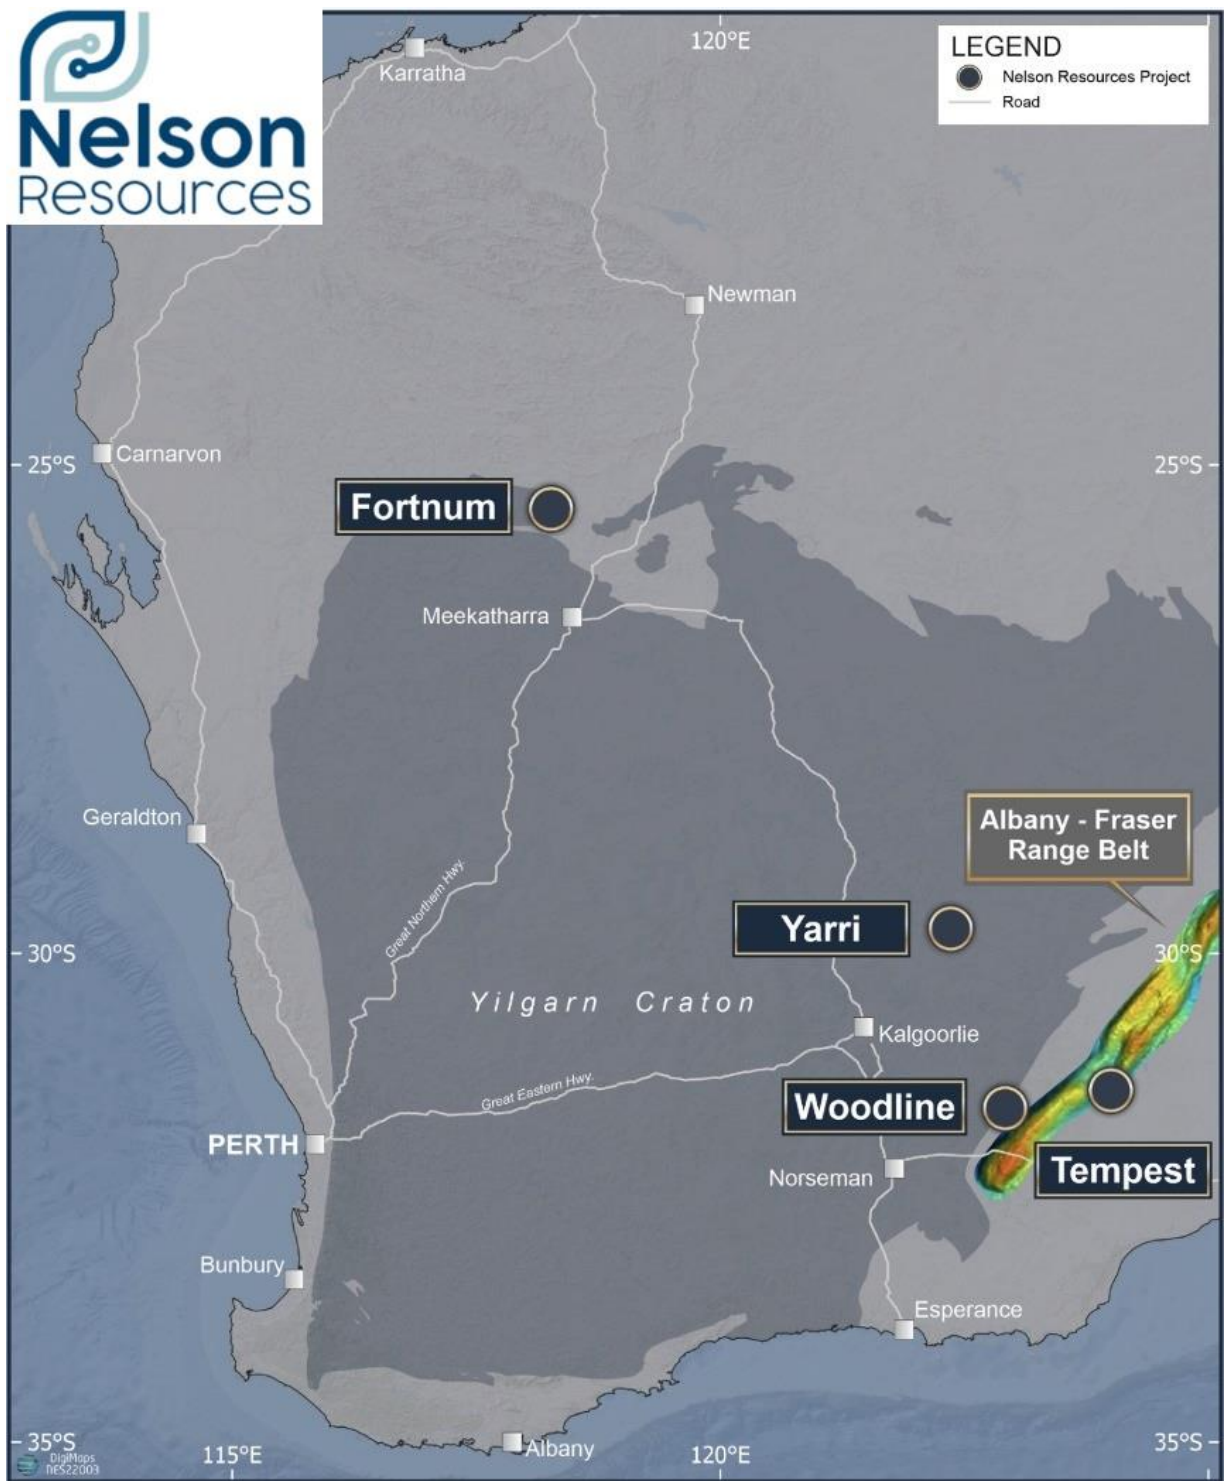 Nelson
Resources
120°E
LEGEND
Nelson Resources Project
Road
Karratha
Newman
Carnarvon
25°S
25°S
Fortnum
Meekatharra
Geraldton
Albany - Fraser
Range Belt
Great Northern Hwy.
Yarri
30°S
30°S
Yilgarn Craton
Kalgoorlie
Great Eastern Hwy.
Woodline
PERTH
Tempest
Norseman
Bunbury
Esperance
35°S
35°S
Albany
115°E
120°E
DigiMaps
NES22003